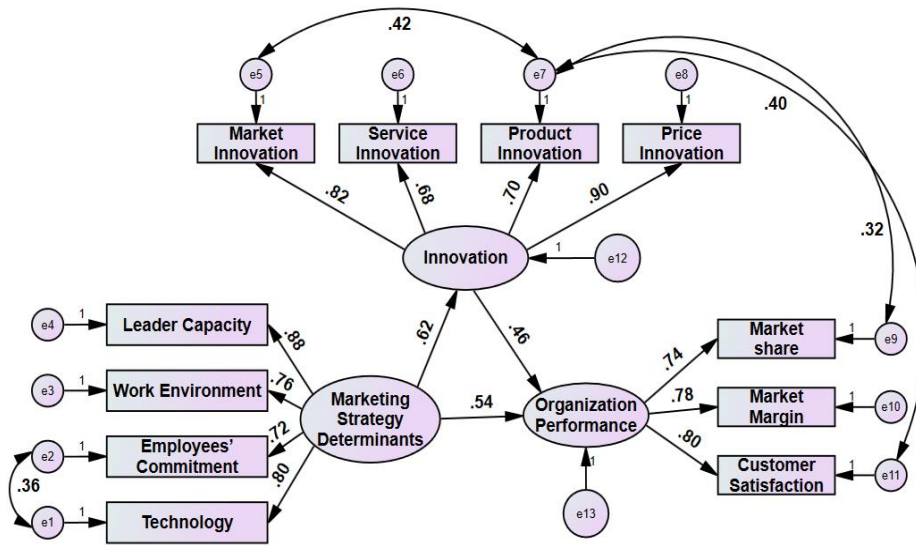 .42
e5
e6
e7
e8
1
1
1
1
.40
Market
Innovation
Service
Innovation
Product
Innovation
Price
Innovation
.82
.68
.70
.90
.32
Innovation
1
e12
e4
1
Leader Capacity
.88
.62
.46
Market
share
1
e9
.74
e3
1
Work Environment
.76
Marketing
Strategy
Determinants
.54
Organization
Performance
.78
Market
Margin
1
e10
e2
1
Employees'
Commitment
.72
.80
Customer
Satisfaction
1
e11
.36
.80
1
e1
1
Technology
e13